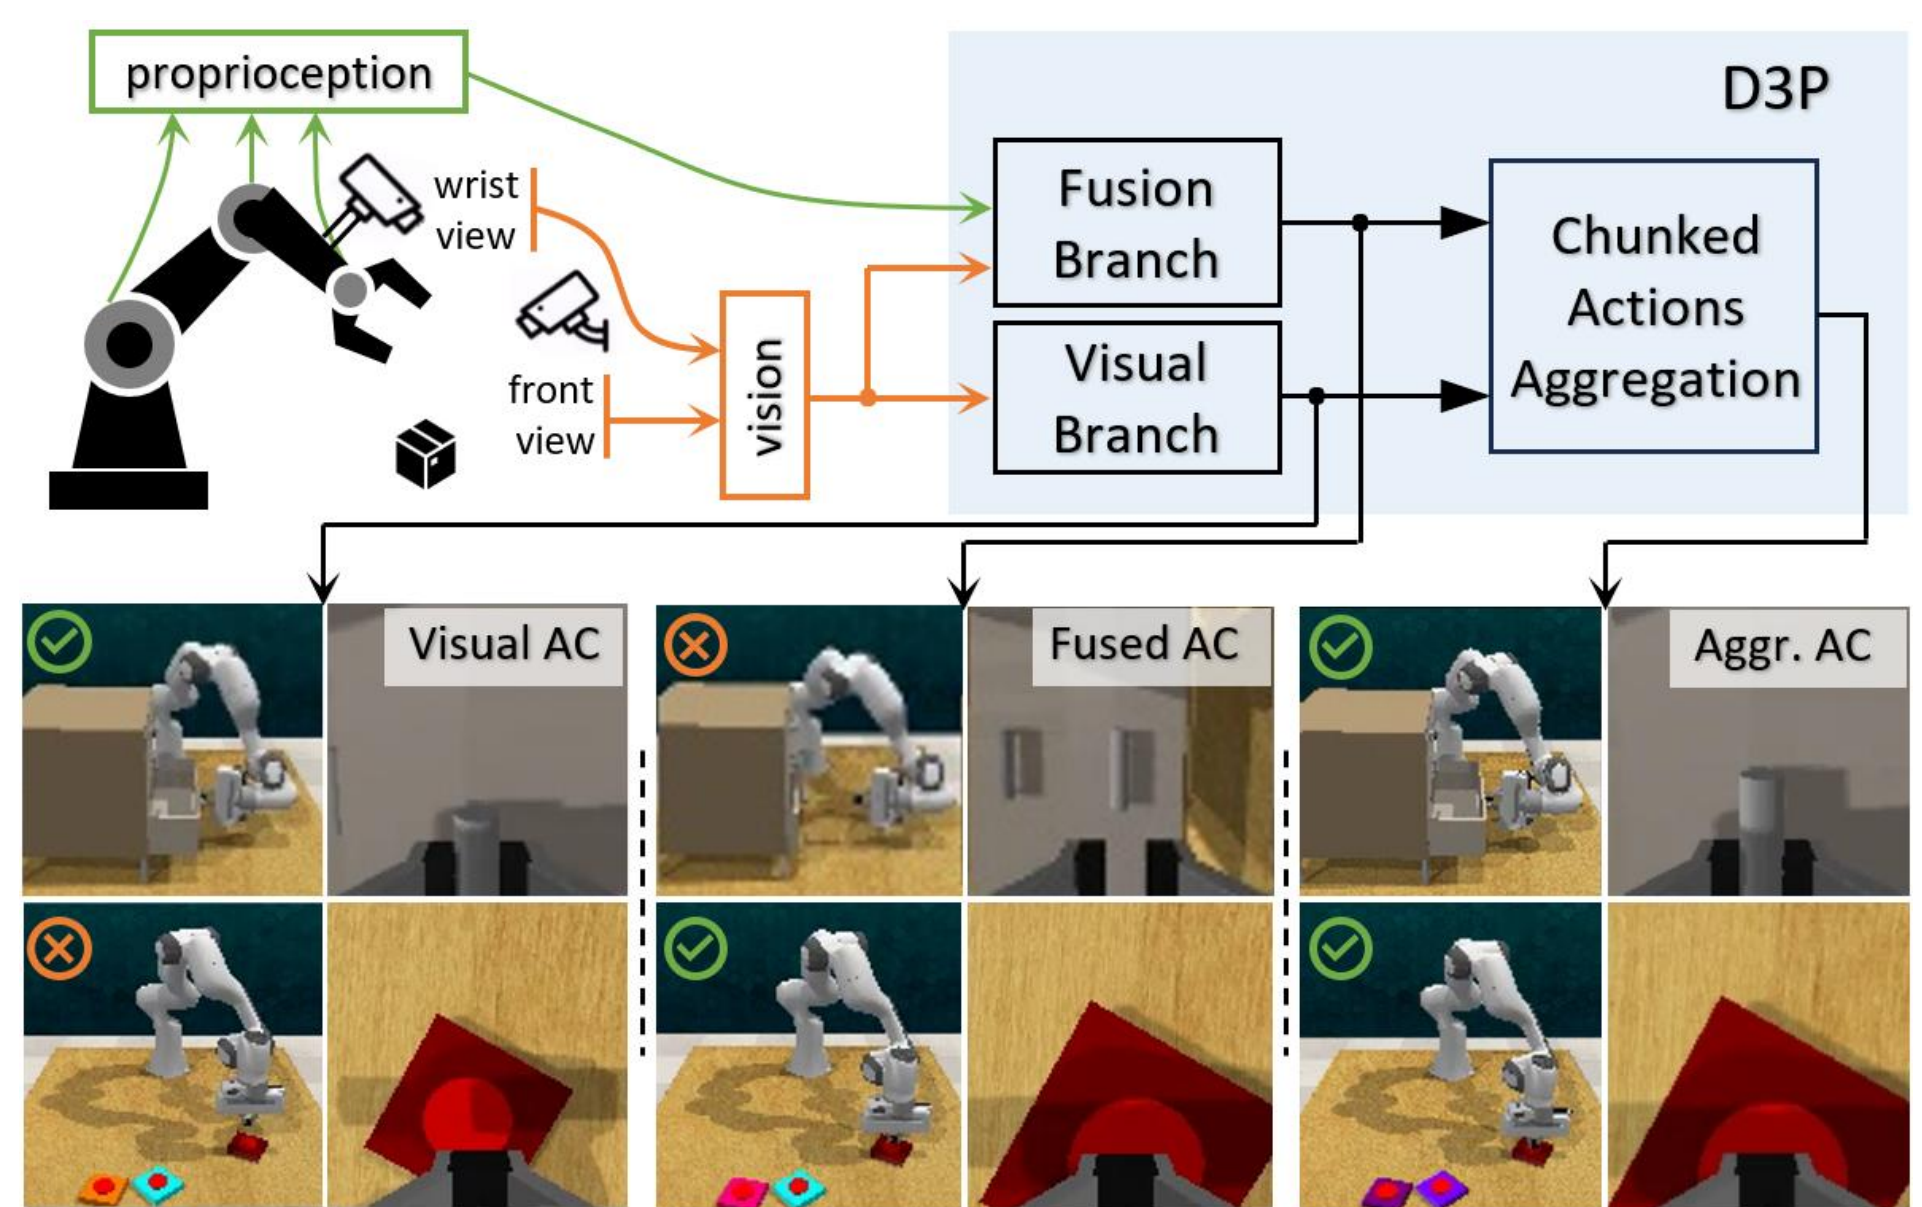 proprioception
D3P
wrist
view
Fusion
Branch
Chunked
Actions
Aggregation
vision
front
view
Visual
Branch
Visual AC
Fused AC
Aggr. AC